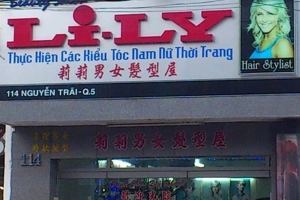 Li-LY
Thực Hiện Các Kiểu Tóc Nam Nữ Thời Trang
莉莉男女髮型屋
Hair Stylist
114 NGUYỄN TRÃI - Q.5
莉莉男女髮型屋
114